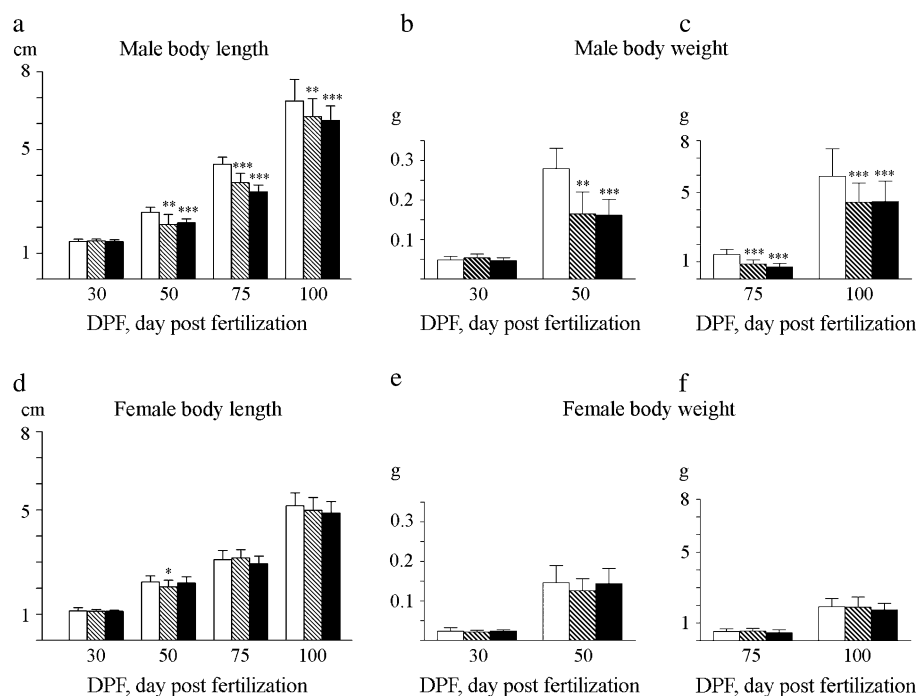 a
cm
Male body length
8
5
1
** ***
*** ***
** ***
30 50 75 100
DPF, day post fertilization
b
Male body weight
g
0.3
0.2
0.1
** ***
30 50
DPF, day post fertilization
c
g
8
5
1
*** ***
*** ***
75 100
DPF, day post fertilization
d
cm
Female body length
8
5
1
*
30 50 75 100
DPF, day post fertilization
e
Female body weight
g
0.3
0.2
0.1
30 50
DPF, day post fertilization
f
g
8
5
1
75 100
DPF, day post fertilization